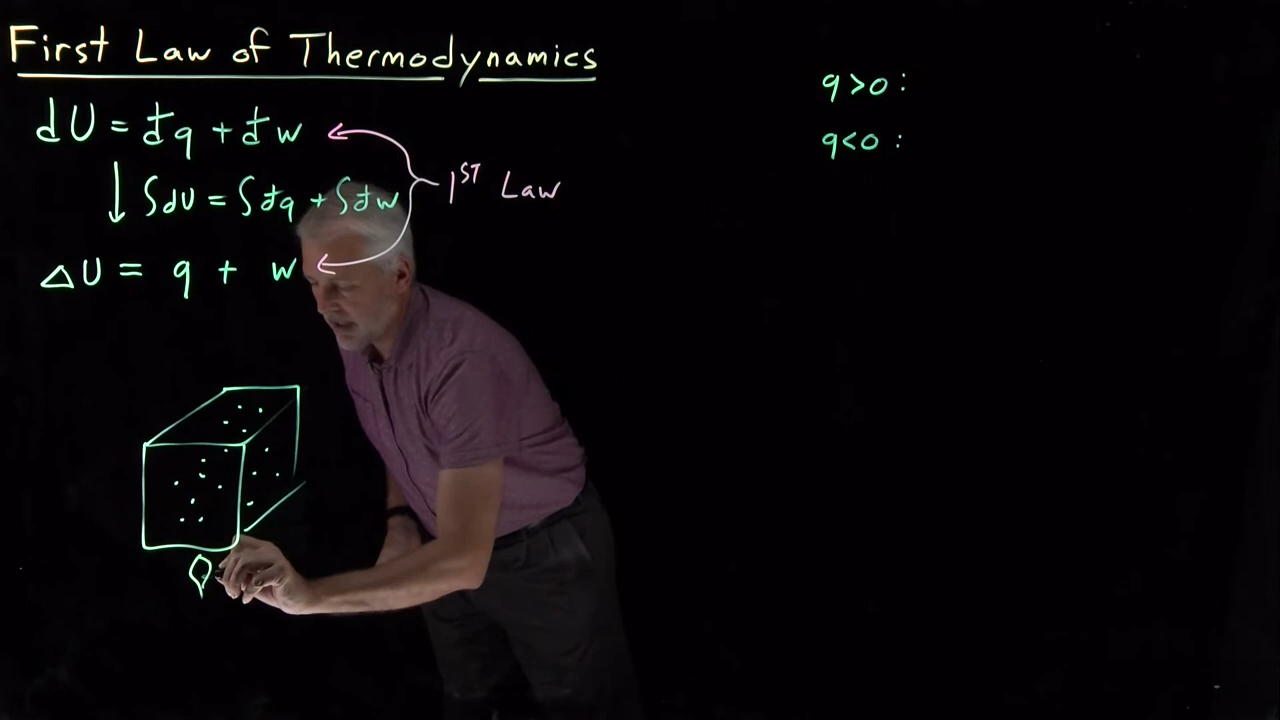 First Law of Thermodynamics
dU = đq + đw
↓ ∫dU = ∫đq + ∫đw
1ST Law
ΔU = q + w
q>0:
q<0: